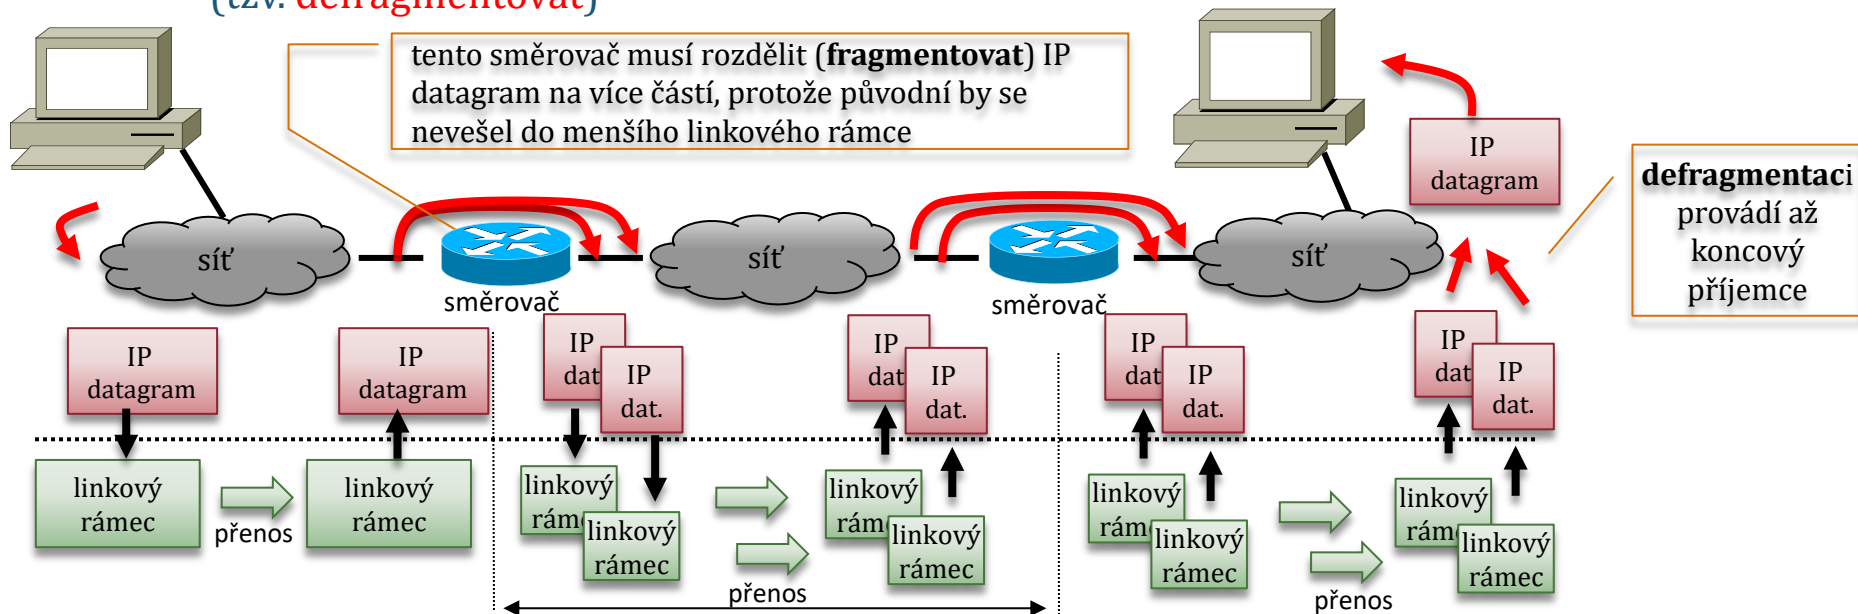 (tzv. defragmentovat)
tento směrovač musí rozdělit (fragmentovat) IP
datagram na více částí, protože původní by se
nevešel do menšího linkového rámce
IP
datagram
defragmentaci
provádí až
koncový
příjemce
síť
síť
síť
směrovač
směrovač
IP
datagram
IP
datagram
IP
dat
IP
dat.
IP
dat
IP
dat.
IP
dat
IP
dat.
IP
dat
IP
dat.
linkový
rámec
přenos
linkový
rámec
linkový
rám
linkový
rámec
přenos
linkový
rám
linkový
rámec
linkový
rám
linkový
rámec
přenos
linkový
rám
linkový
rámec